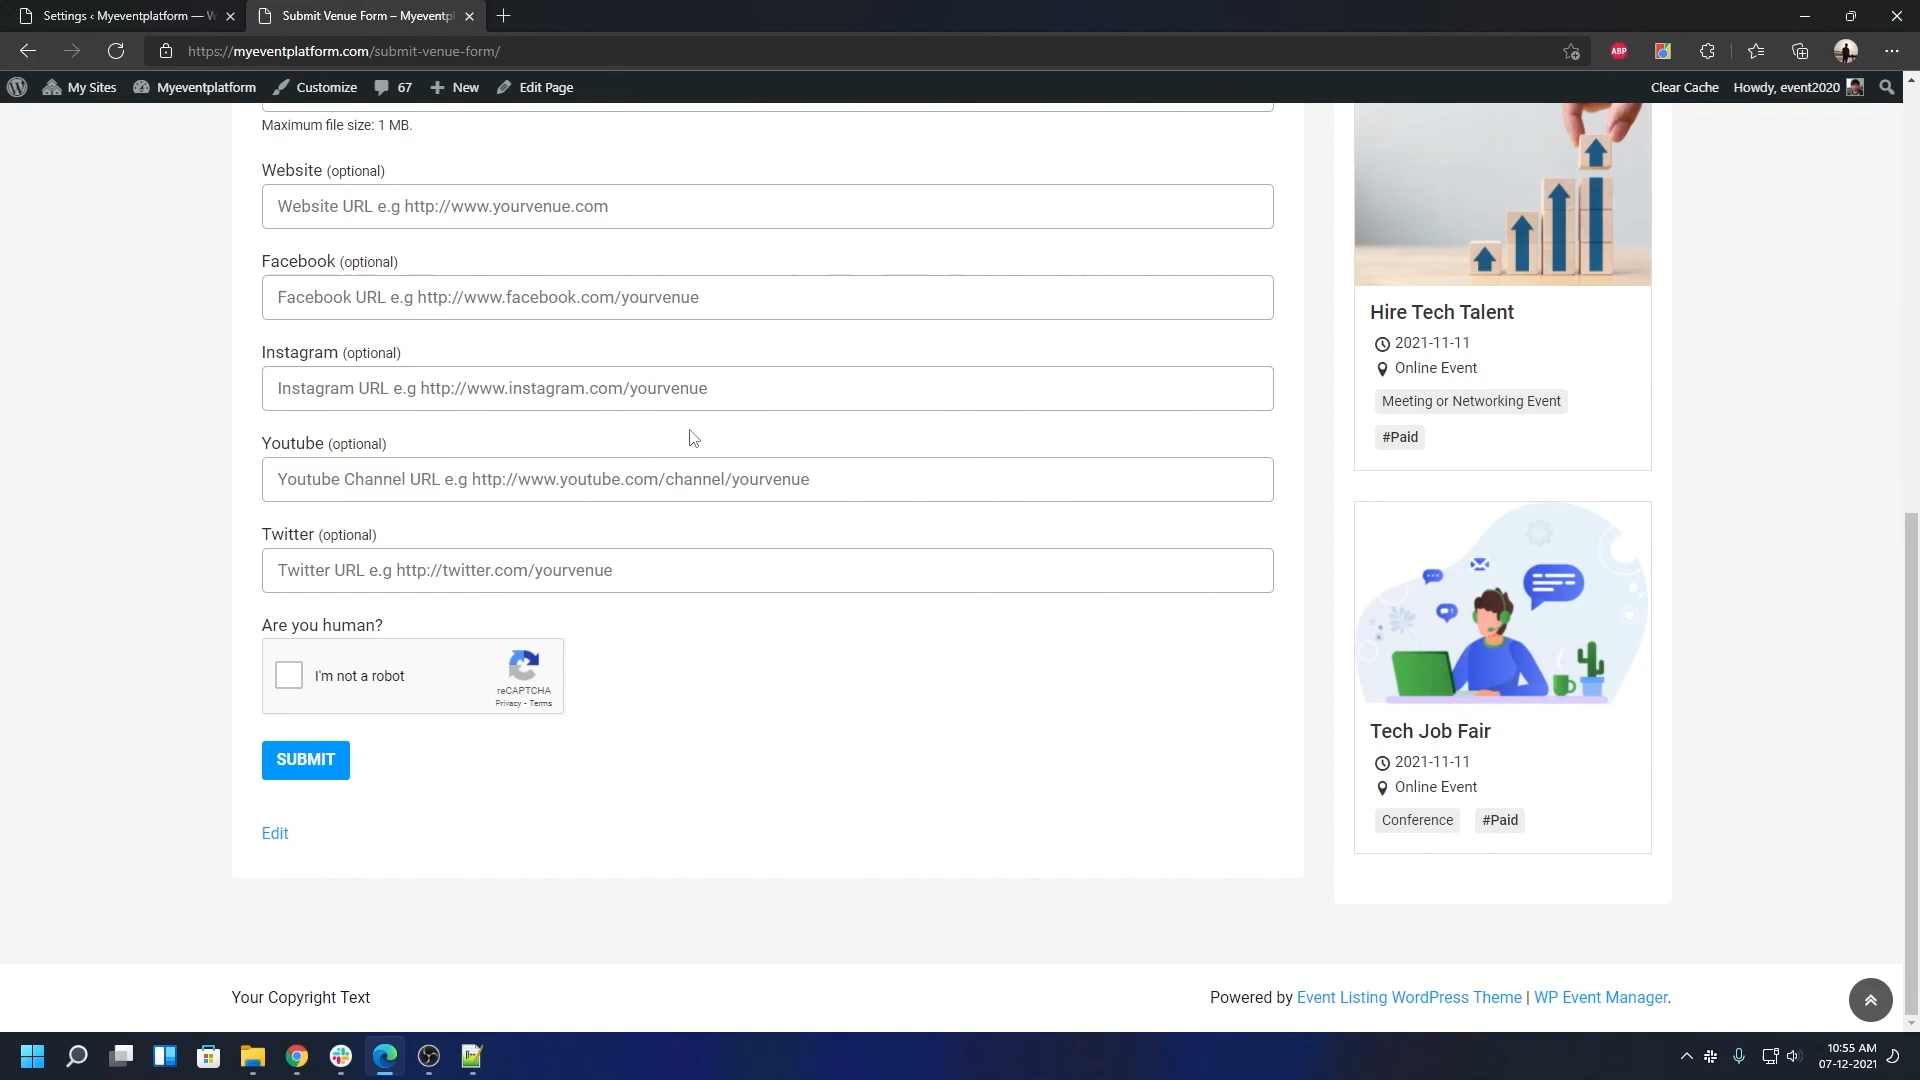 Settings ‹ Myeventplatform — W
Submit Venue Form – Myeventpl
https://myeventplatform.com/submit-venue-form/
ABP
My Sites
Myeventplatform
Customize
67
New
Edit Page
Clear Cache
Howdy, event2020
Maximum file size: 1 MB.
Website (optional)
Website URL e.g http://www.yourvenue.com
Facebook (optional)
Facebook URL e.g http://www.facebook.com/yourvenue
Instagram (optional)
Instagram URL e.g http://www.instagram.com/yourvenue
Youtube (optional)
Youtube Channel URL e.g http://www.youtube.com/channel/yourvenue
Twitter (optional)
Twitter URL e.g http://twitter.com/yourvenue
Are you human?
I'm not a robot
reCAPTCHA
Privacy - Terms
SUBMIT
Edit
Hire Tech Talent
2021-11-11
Online Event
Meeting or Networking Event
#Paid
Tech Job Fair
2021-11-11
Online Event
Conference
#Paid
Your Copyright Text
Powered by Event Listing WordPress Theme | WP Event Manager.
10:55 AM
07-12-2021